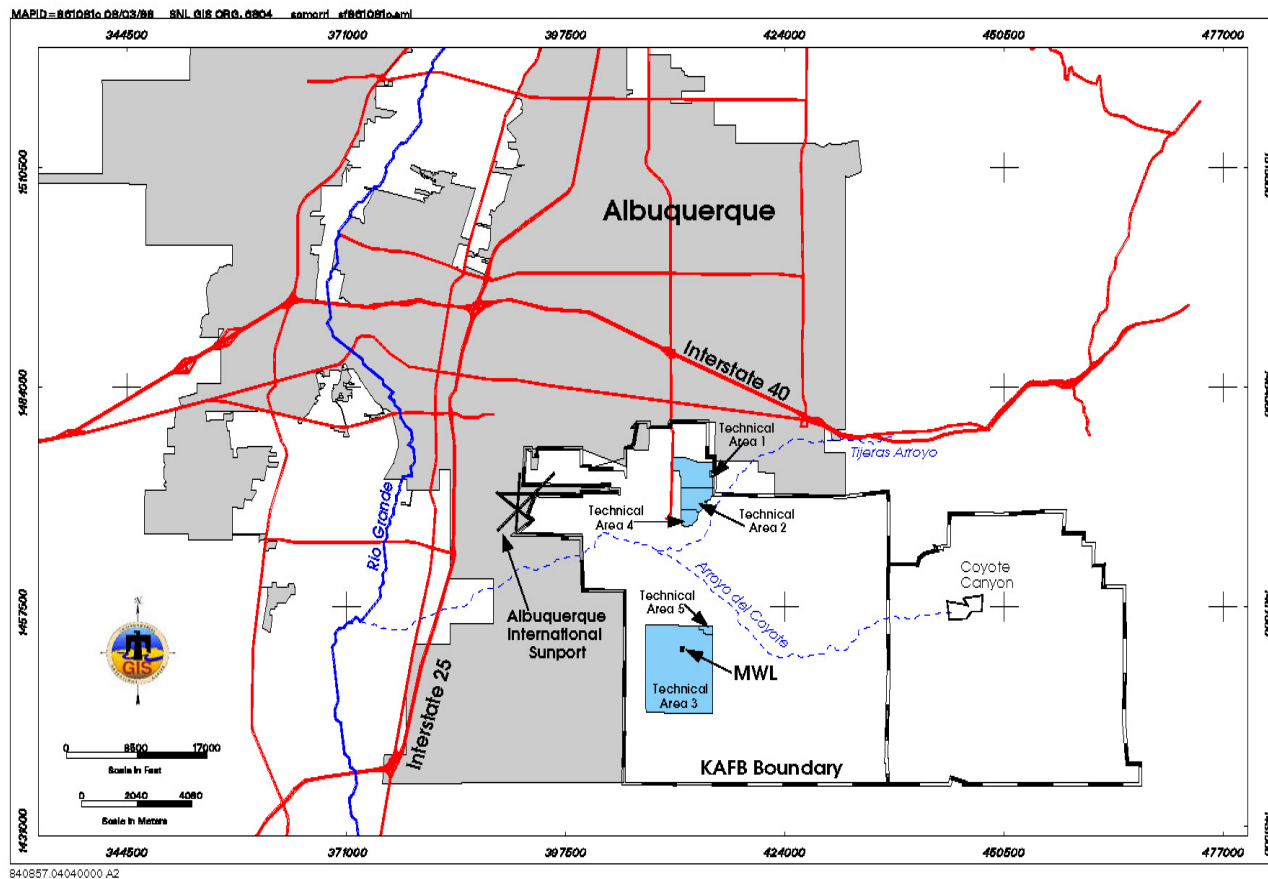 MAPID=861081c 08/03/98 SNL GIS ORG. 6804 samorri sf861081c.aml
344500 371000 397500 424000 450500 477000
1510500
Albuquerque
Interstate 40
1484000
Technical
Area 1
Tijeras Arroyo
Rio Grande
Technical
Area 4
Technical
Area 2
Coyote
Canyon
Arroyo del Coyote
Technical
Area 5
1457500
Albuquerque
International
Sunport
N
GIS
MWL
Technical
Area 3
Interstate 25
0 8500 17000
Scale in Feet
KAFB Boundary
0 2040 4080
Scale in Meters
1431000
344500 371000 397500 424000 450500 477000
840857.04040000 A2